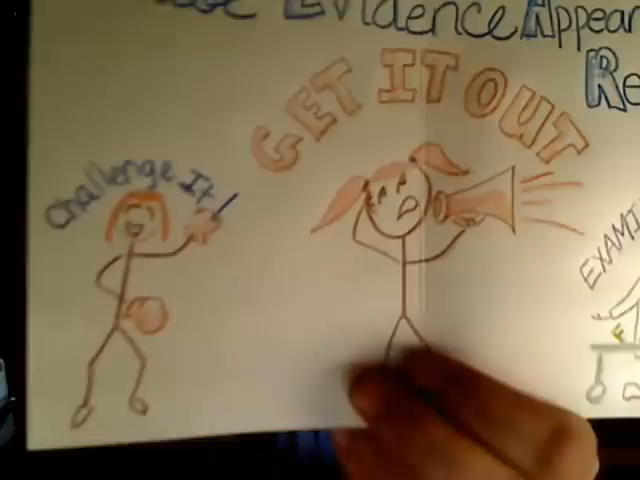 Evidence Appear
Re
GET IT OUT
Challenge It!
EXAMI
F